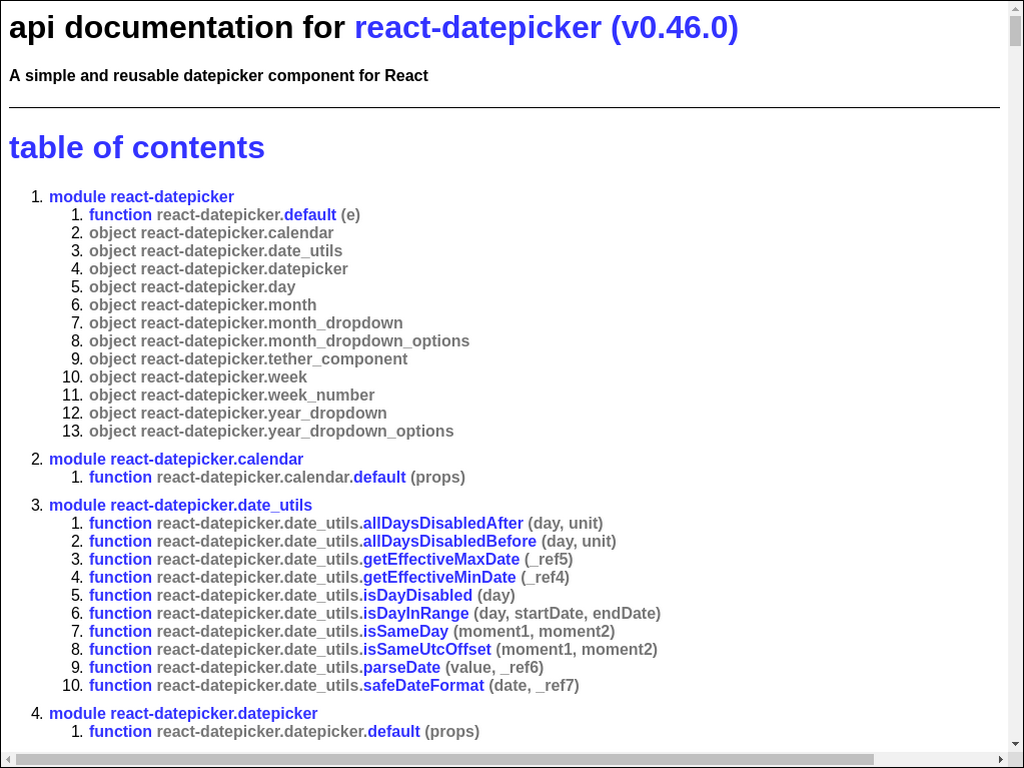 api documentation for react-datepicker (v0.46.0)
A simple and reusable datepicker component for React
table of contents
1. module react-datepicker
1. function react-datepicker.default (e)
2. object react-datepicker.calendar
3. object react-datepicker.date_utils
4. object react-datepicker.datepicker
5. object react-datepicker.day
6. object react-datepicker.month
7. object react-datepicker.month_dropdown
8. object react-datepicker.month_dropdown_options
9. object react-datepicker.tether_component
10. object react-datepicker.week
11. object react-datepicker.week_number
12. object react-datepicker.year_dropdown
13. object react-datepicker.year_dropdown_options
2. module react-datepicker.calendar
1. function react-datepicker.calendar.default (props)
3. module react-datepicker.date_utils
1. function react-datepicker.date_utils.allDaysDisabledAfter (day, unit)
2. function react-datepicker.date_utils.allDaysDisabledBefore (day, unit)
3. function react-datepicker.date_utils.getEffectiveMaxDate (_ref5)
4. function react-datepicker.date_utils.getEffectiveMinDate (_ref4)
5. function react-datepicker.date_utils.isDayDisabled (day)
6. function react-datepicker.date_utils.isDayInRange (day, startDate, endDate)
7. function react-datepicker.date_utils.isSameDay (moment1, moment2)
8. function react-datepicker.date_utils.isSameUtcOffset (moment1, moment2)
9. function react-datepicker.date_utils.parseDate (value, _ref6)
10. function react-datepicker.date_utils.safeDateFormat (date, _ref7)
4. module react-datepicker.datepicker
1. function react-datepicker.datepicker.default (props)